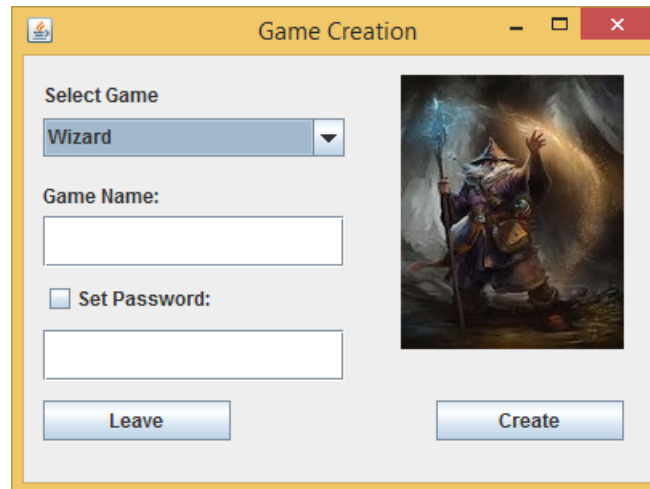 Game Creation
Select Game
Wizard
Game Name:
Set Password:
Leave
Create